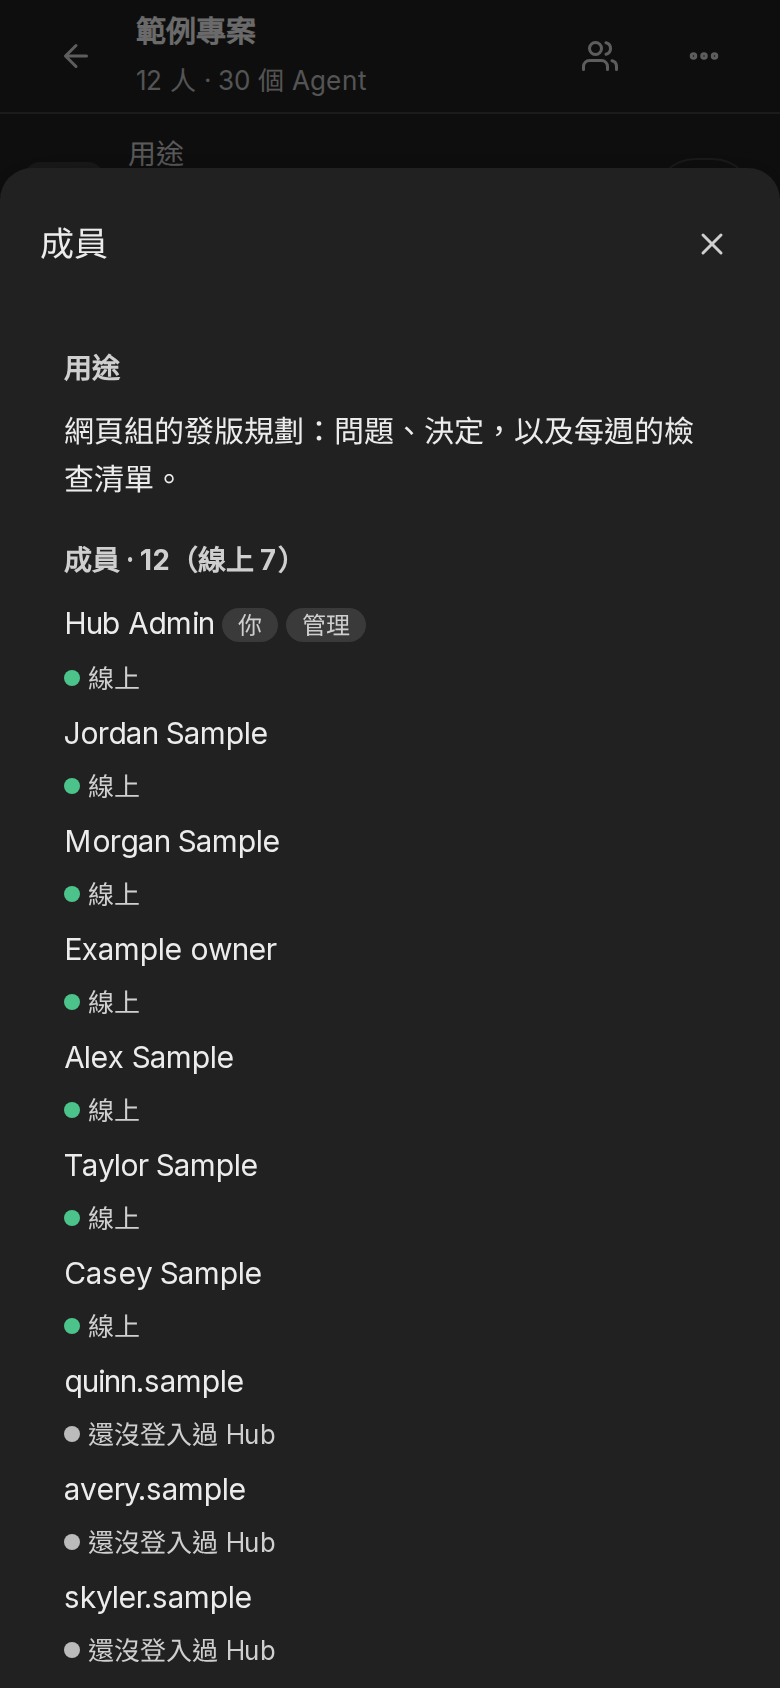 範例專案
12 人 · 30 個 Agent
用途
成員
用途
網頁組的發版規劃：問題、決定，以及每週的檢
查清單。
成員 · 12（線上 7）
Hub Admin 你 管理
線上
Jordan Sample
線上
Morgan Sample
線上
Example owner
線上
Alex Sample
線上
Taylor Sample
線上
Casey Sample
線上
quinn.sample
還沒登入過 Hub
avery.sample
還沒登入過 Hub
skyler.sample
還沒登入過 Hub